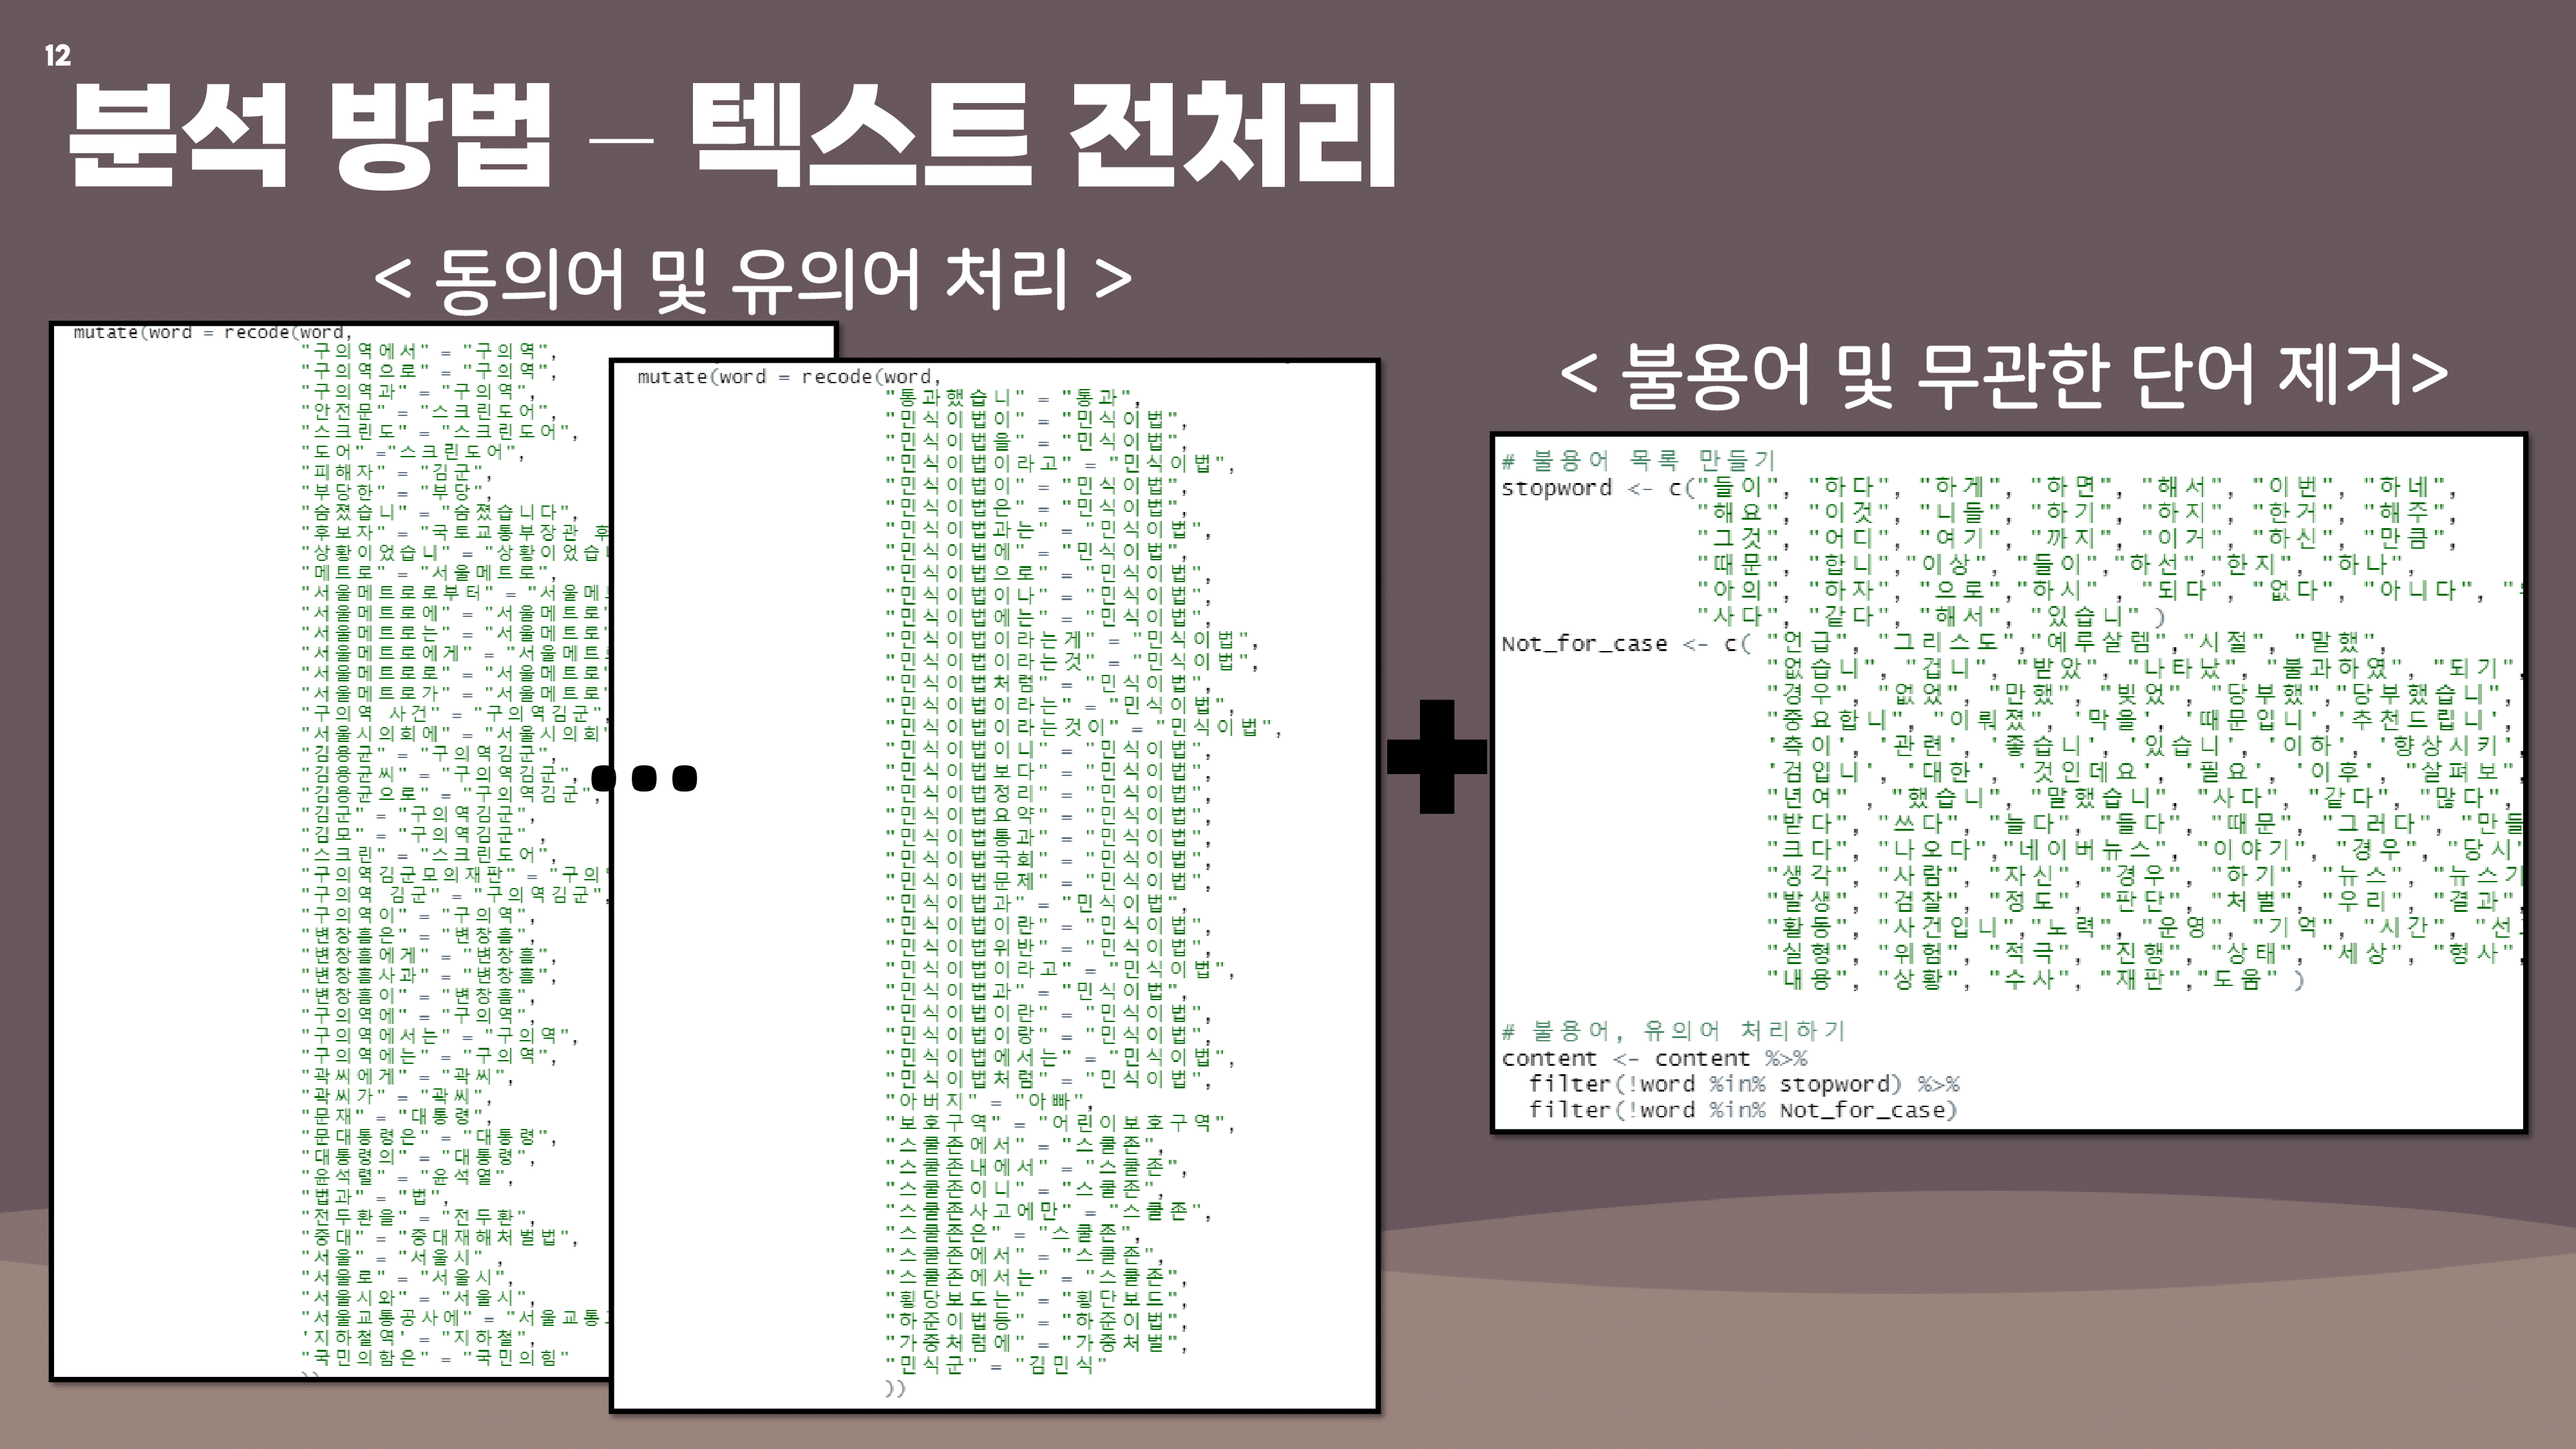 12
분석 방법 – 텍스트 전처리
< 동의어 및 유의어 처리 >
mutate(word = recode(word,
"구의역에서" = "구의역",
"구의역으로" = "구의역",
"구의역과" = "구의역",
"안전문" = "스크린도어",
"스크린도" = "스크린도어",
"도어" ="스크린도어",
"피해자" = "김군",
"부당한" = "부당",
"숨졌습니" = "숨졌습니다",
"후보자" = "국토교통부장관 후
"상황이었습니" = "상황이었습니
"메트로" = "서울메트로",
"서울메트로로부터" = "서울메
"서울메트로에" = "서울메트로"
"서울메트로는" = "서울메트로"
"서울메트로에게" = "서울메트로
"서울메트로로" = "서울메트로"
"서울메트로가" = "서울메트로"
"구의역 사건" = "구의역김군",
"서울시의회에" = "서울시의회"
"김용균" = "구의역김군",
"김용균씨" = "구의역김군",
"김용균으로" = "구의역김군",
"김군" = "구의역김군",
"김모" = "구의역김군" ,
"스크린" = "스크린도어",
"구의역김군모의재판" = "구의
"구의역 김군" = "구의역김군",
"구의역이" = "구의역",
"변창흠은" = "변창흠",
"변창흠에게" = "변창흠",
"변창흠사과" = "변창흠",
"변창흠이" = "변창흠",
"구의역에" = "구의역",
"구의역에서는" = "구의역",
"구의역에는" = "구의역",
"곽씨에게" = "곽씨",
"곽씨가" = "곽씨",
"문재" = "대통령",
"문대통령은" = "대통령",
"대통령의" = "대통령",
"윤석렬" = "윤석열",
"법과" = "법",
"전두환을" = "전두환",
"중대" = "중대재해처벌법",
"서울" = "서울시" ,
"서울로" = "서울시",
"서울시와" = "서울시",
"서울교통공사에" = "서울교통
'지하철역' = "지하철",
"국민의힘은" = "국민의힘"
))
...
mutate(word = recode(word,
"통과했습니" = "통과",
"민식이법이" = "민식이법",
"민식이법을" = "민식이법",
"민식이법이라고" = "민식이법",
"민식이법이" = "민식이법",
"민식이법은" = "민식이법",
"민식이법과는" = "민식이법",
"민식이법에" = "민식이법",
"민식이법으로" = "민식이법",
"민식이법이나" = "민식이법",
"민식이법에는" = "민식이법",
"민식이법이라는게" = "민식이법",
"민식이법이라는것" = "민식이법",
"민식이법처럼" = "민식이법",
"민식이법이라는" = "민식이법",
"민식이법이라는것이" = "민식이법",
"민식이법이니" = "민식이법",
"민식이법보다" = "민식이법",
"민식이법정리" = "민식이법",
"민식이법요약" = "민식이법",
"민식이법통과" = "민식이법",
"민식이법국회" = "민식이법",
"민식이법문제" = "민식이법",
"민식이법과" = "민식이법",
"민식이법이란" = "민식이법",
"민식이법위반" = "민식이법",
"민식이법이라고" = "민식이법",
"민식이법과" = "민식이법",
"민식이법이란" = "민식이법",
"민식이법이랑" = "민식이법",
"민식이법에서는" = "민식이법",
"민식이법처럼" = "민식이법",
"아버지" = "아빠",
"보호구역" = "어린이보호구역",
"스쿨존에서" = "스쿨존",
"스쿨존내에서" = "스쿨존",
"스쿨존이니" = "스쿨존",
"스쿨존사고에만" = "스쿨존",
"스쿨존은" = "스쿨존",
"스쿨존에서" = "스쿨존",
"스쿨존에서는" = "스쿨존",
"횡당보도는" = "횡단보드",
"하준이법등" = "하준이법",
"가중처럼에" = "가중처벌",
"민식군" = "김민식"
))
< 불용어 및 무관한 단어 제거>
# 불용어 목록 만들기
stopword <- c("들이", "하다", "하게", "하면", "해서", "이번", "하네",
"해요", "이것", "니들", "하기", "하지", "한거", "해주",
"그것", "어디", "여기", "까지", "이거", "하신", "만큼",
"때문", "합니","이상", "들이","하선","한지", "하나",
"아의", "하자", "으로","하시" , "되다", "없다", "아니다",
"사다", "같다", "해서", "있습니" )
Not_for_case <- c( "언급", "그리스도","예루살렘","시절", "말했",
"없습니", "겁니", "받았", "나타났", "불과하였", "되기",
"경우", "없었", "만했", "빚었", "당부했","당부했습니",
"중요합니", "이뤄졌", '막을', '때문입니','추천드립니',
'측이', '관련', '좋습니', '있습니', '이하', '향상시키',
'검입니', '대한', '것인데요', '필요', '이후', "살펴보",
"년여" , "했습니", "말했습니", "사다", "같다", "많다",
"받다", "쓰다", "늘다", "들다", "때문", "그러다", "만들
"크다", "나오다","네이버뉴스", "이야기", "경우", "당시"
"생각", "사람", "자신", "경우", "하기", "뉴스", "뉴스기
"발생", "검찰", "정도", "판단", "처벌", "우리", "결과",
"활동", "사건입니","노력", "운영", "기억", "시간", "선
"실형", "위험", "적극", "진행", "상태", "세상", "형사",
"내용", "상황", "수사", "재판","도움" )
# 불용어, 유의어 처리하기
content <- content %>%
filter(!word %in% stopword) %>%
filter(!word %in% Not_for_case)